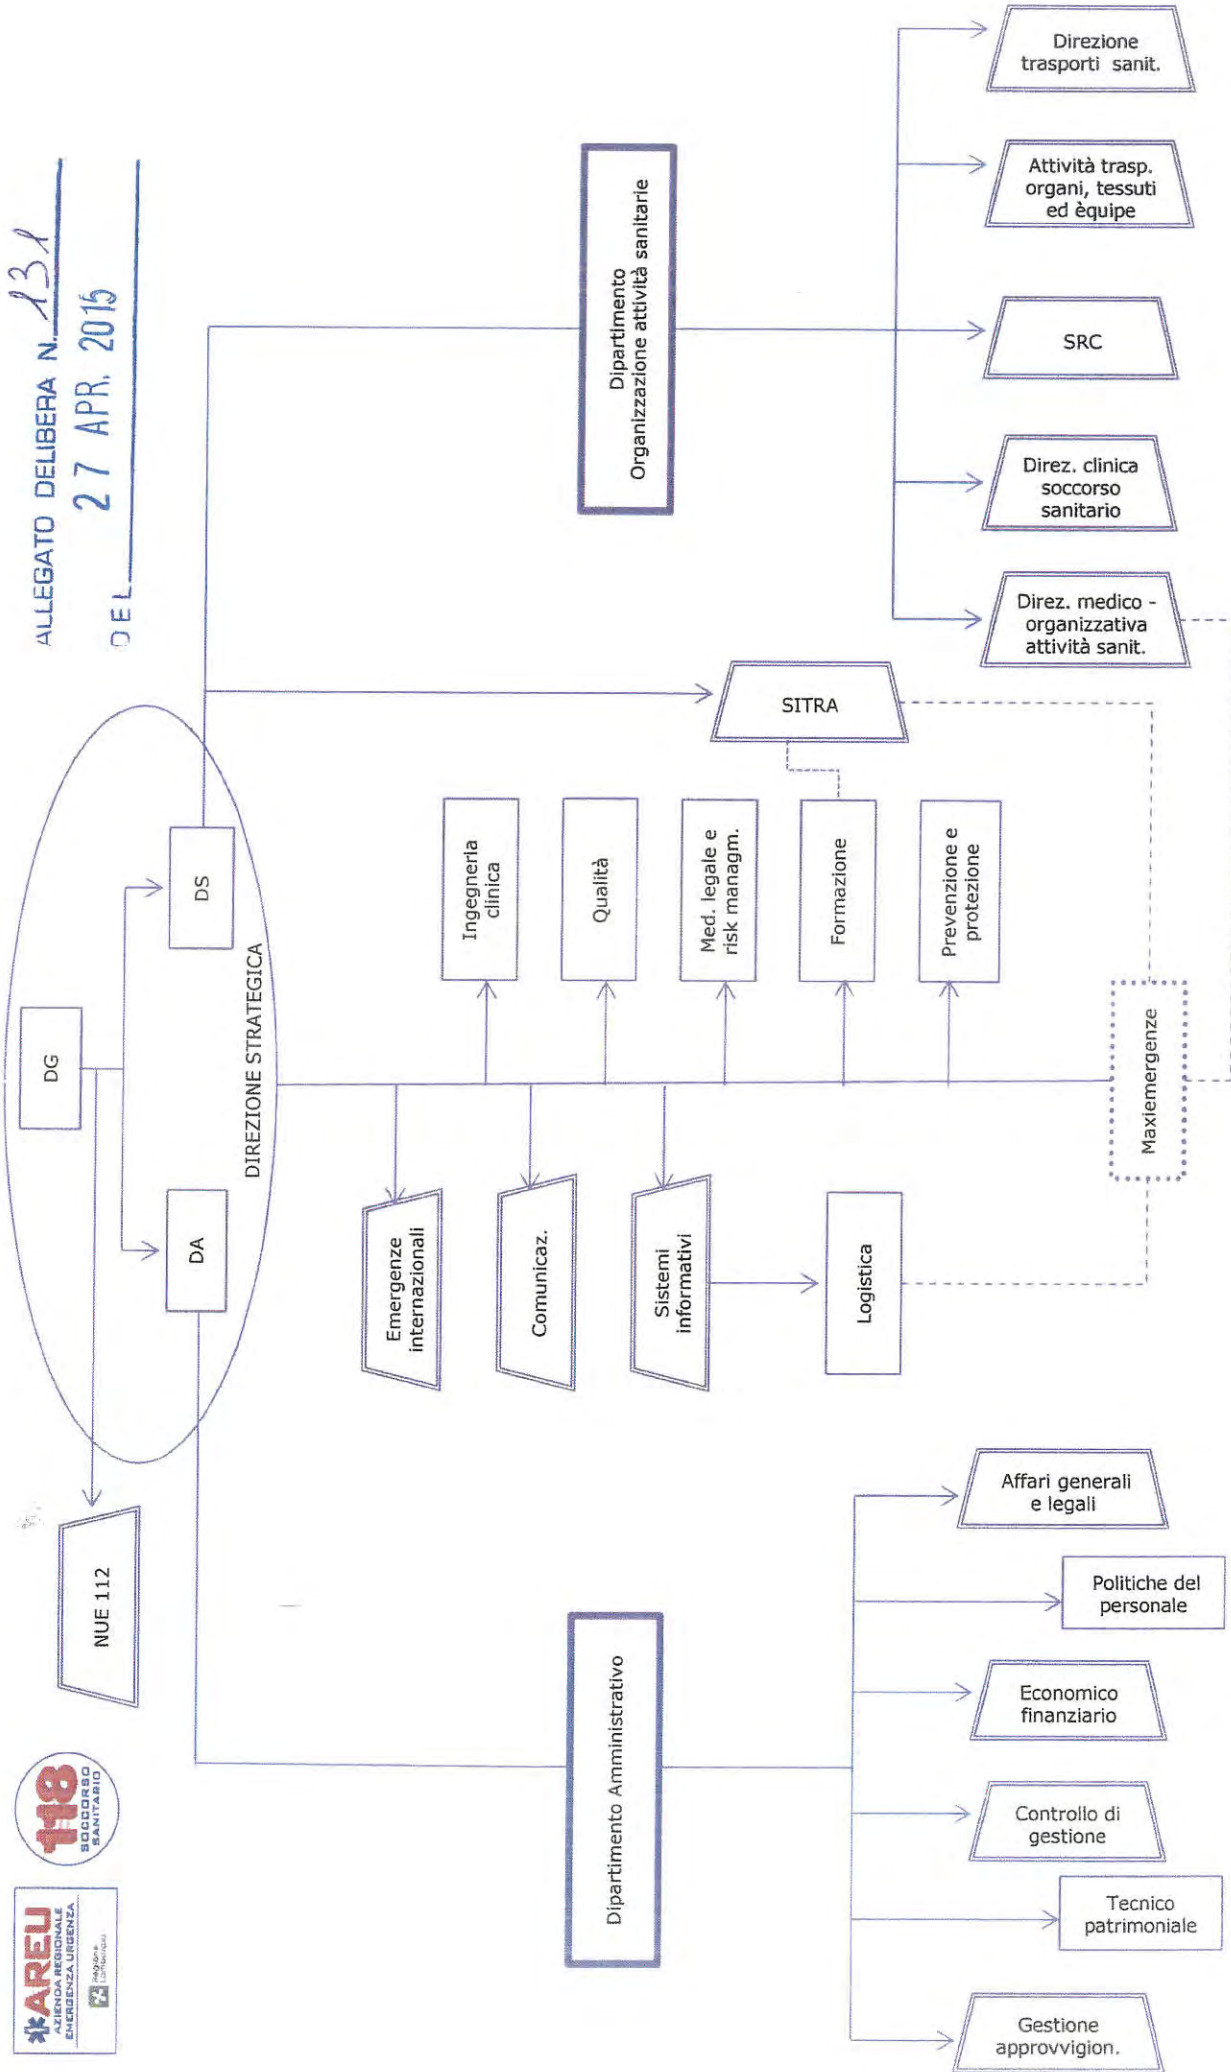 AREU
AZIENDA REGIONALE
EMERGENZA URGENZA
Regione
Lombardia
118
SOCCORSO
SANITARIO
ALLEGATO DELIBERA N. 131
DEL 27 APR. 2015
NUE 112
DG
DA
DS
DIREZIONE STRATEGICA
Emergenze
internazionali
Comunicaz.
Sistemi
informativi
Logistica
Ingegneria
clinica
Qualità
Med. legale e
risk managm.
Formazione
Prevenzione e
protezione
SITRA
Maxiemergenze
Dipartimento Amministrativo
Gestione
approvvigion.
Tecnico
patrimoniale
Controllo di
gestione
Economico
finanziario
Politiche del
personale
Affari generali
e legali
Dipartimento
Organizzazione attività sanitarie
Direz. medico -
organizzativa
attività sanit.
Direz. clinica
soccorso
sanitario
SRC
Attività trasp.
organi, tessuti
ed èquipe
Direzione
trasporti sanit.